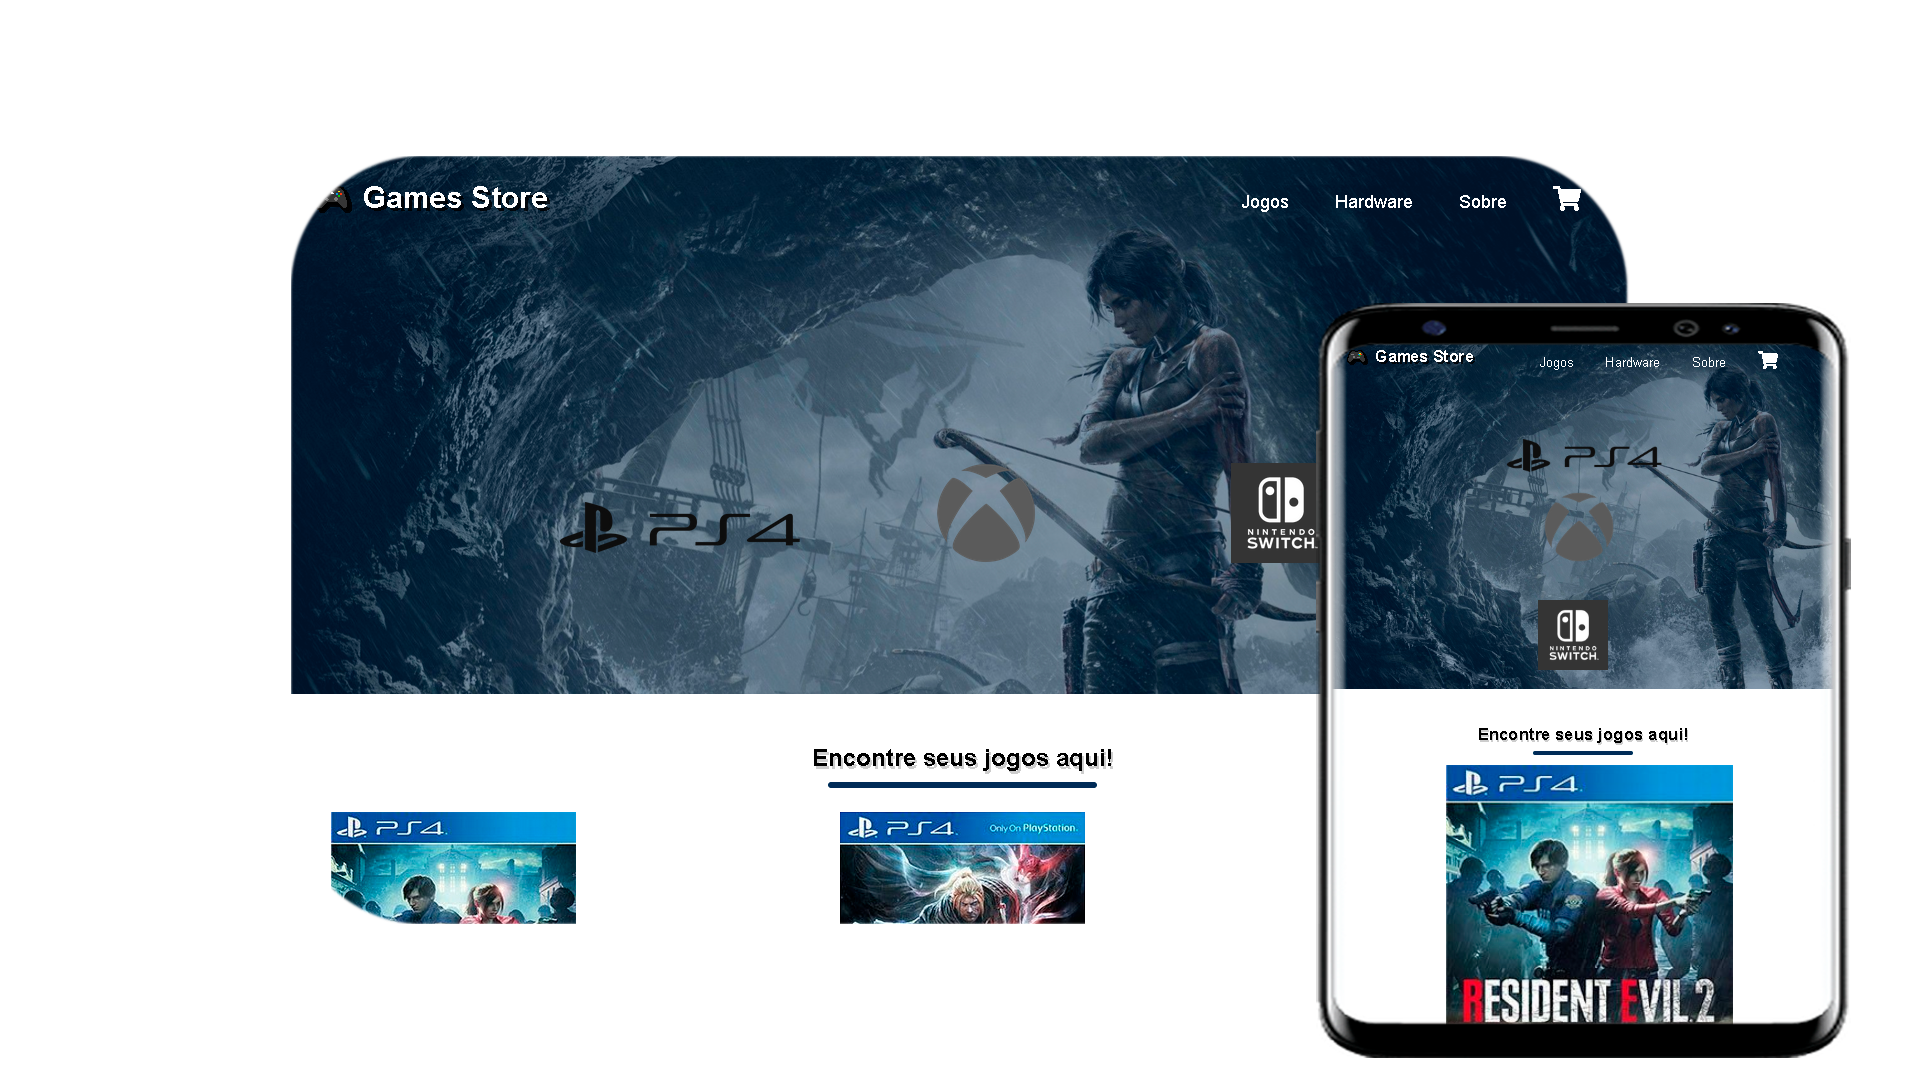 Games Store
Jogos Hardware Sobre
PS4
NINTENDO
SWITCH
Encontre seus jogos aqui!
PS4
PS4 Only On PlayStation
Games Store
Jogos Hardware Sobre
PS4
NINTENDO
SWITCH
Encontre seus jogos aqui!
PS4
RESIDENT EVIL 2